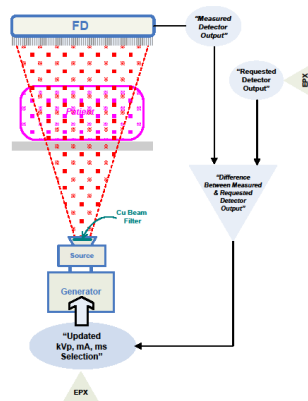 FD
“Measured
Detector
Output”
“Requested
Detector
Output”
EPX
Patient
“Difference
Between Measured
& Requested
Detector
Output”
Cu Beam
Filter
Source
Generator
“Updated
kVp, mA, ms
Selection”
EPX